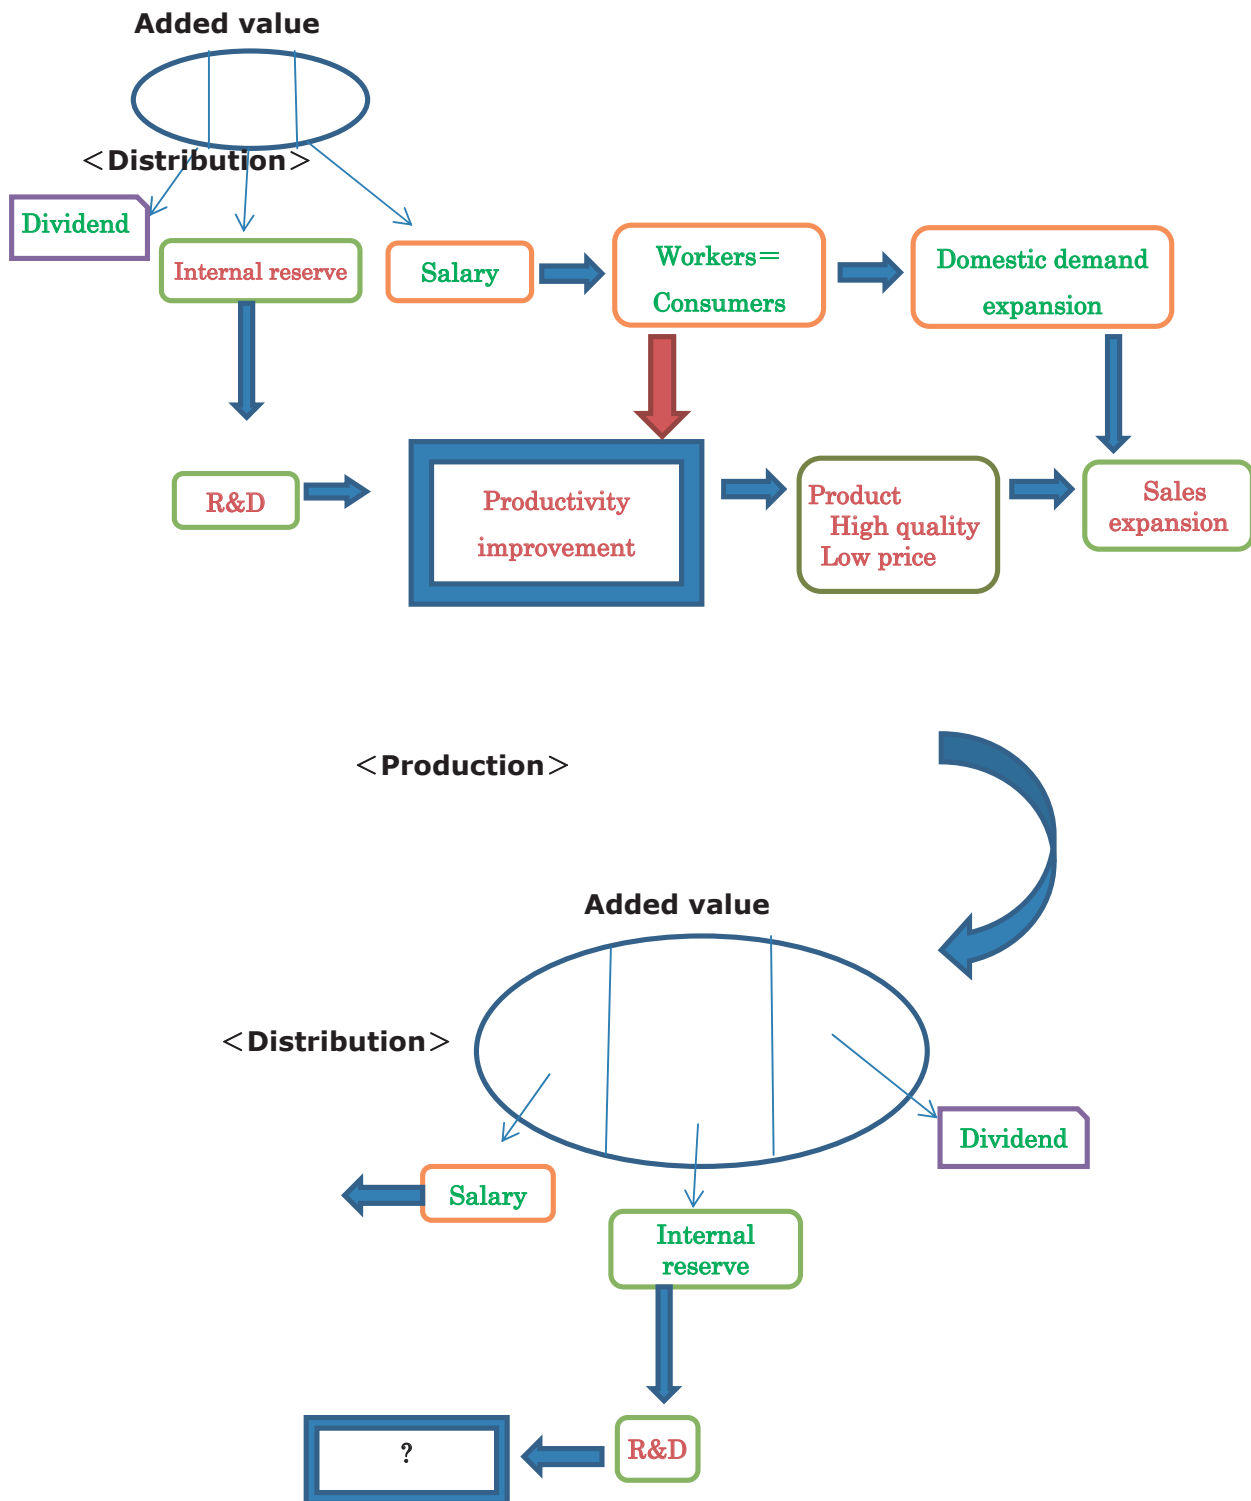 Added value
＜Distribution＞
Dividend
Internal reserve
Salary
Workers＝
Consumers
Domestic demand
expansion
R&D
Productivity
improvement
Product
High quality
Low price
Sales
expansion
＜Production＞
Added value
＜Distribution＞
Dividend
Salary
Internal
reserve
R&D
?